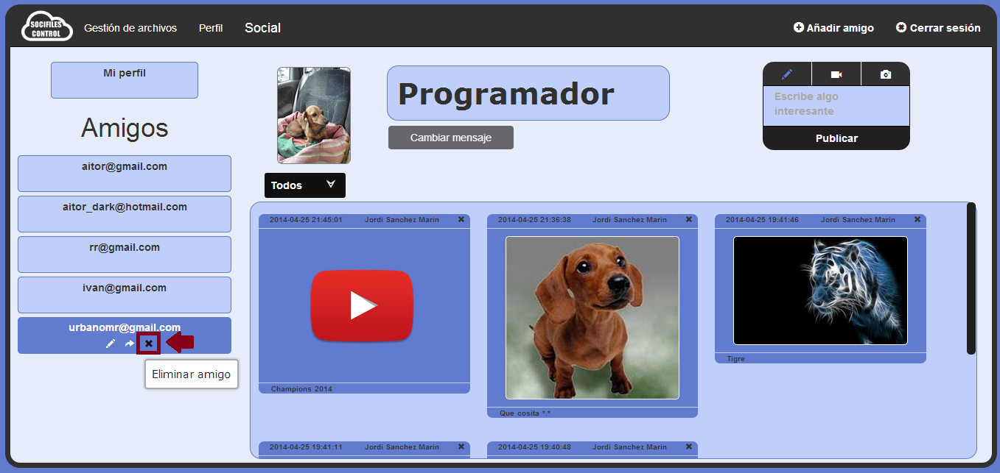 SOCIFILES
CONTROL
Gestión de archivos
Perfil
Social
Añadir amigo
Cerrar sesión
Mi perfil
Amigos
aitor@gmail.com
aitor_dark@hotmail.com
rr@gmail.com
ivan@gmail.com
urbanomr@gmail.com
Eliminar amigo
Programador
Cambiar mensaje
Escribe algo
interesante
Publicar
Todos
2014-04-25 21:45:01 Jordi Sanchez Marin
Champions 2014
2014-04-25 21:36:38 Jordi Sanchez Marin
Que cosita *.*
2014-04-25 19:41:46 Jordi Sanchez Marin
Tigre
2014-04-25 19:41:11 Jordi Sanchez Marin
2014-04-25 19:40:48 Jordi Sanchez Marin